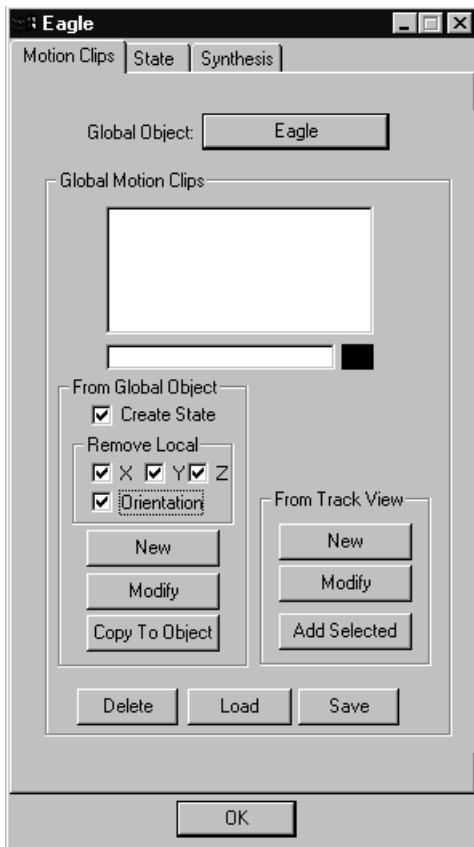 Eagle
Motion Clips State Synthesis
Global Object: Eagle
Global Motion Clips
From Global Object
Create State
Remove Local
X Y Z
Orientation
New
Modify
Copy To Object
From Track View
New
Modify
Add Selected
Delete Load Save
OK